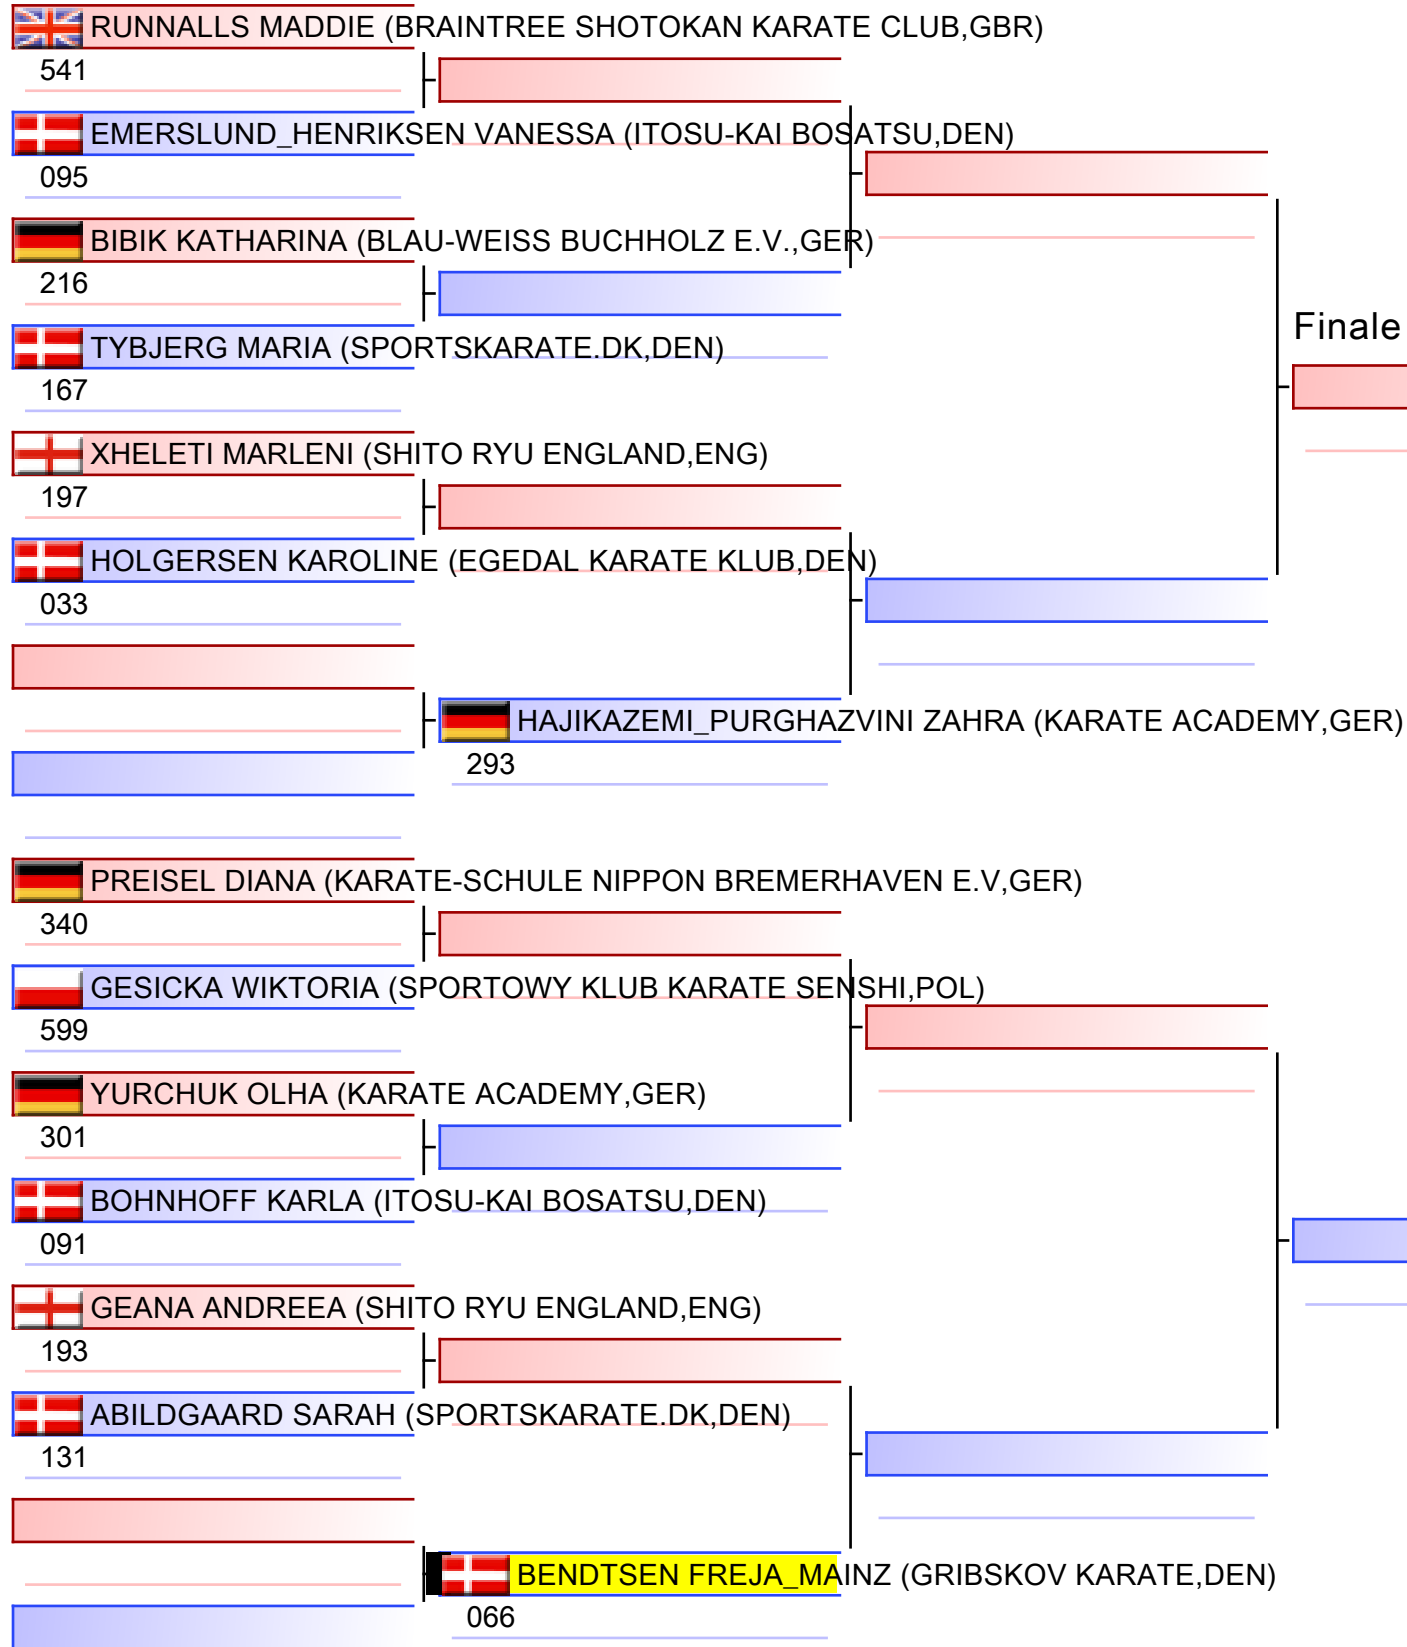 RUNNALLS MADDIE (BRAINTREE SHOTOKAN KARATE CLUB,GBR)
541
EMERSLUND_HENRIKSEN VANESSA (ITOSU-KAI BOSATSU,DEN)
095
BIBIK KATHARINA (BLAU-WEISS BUCHHOLZ E.V.,GER)
216
Finale
TYBJERG MARIA (SPORTSKARATE.DK,DEN)
167
XHELETI MARLENI (SHITO RYU ENGLAND,ENG)
197
HOLGERSEN KAROLINE (EGEDAL KARATE KLUB,DEN)
033
HAJIKAZEMI_PURGHAZVINI ZAHRA (KARATE ACADEMY,GER)
293
PREISEL DIANA (KARATE-SCHULE NIPPON BREMERHAVEN E.V,GER)
340
GESICKA WIKTORIA (SPORTOWY KLUB KARATE SENSHI,POL)
599
YURCHUK OLHA (KARATE ACADEMY,GER)
301
BOHNHOFF KARLA (ITOSU-KAI BOSATSU,DEN)
091
GEANA ANDREEA (SHITO RYU ENGLAND,ENG)
193
ABILDGAARD SARAH (SPORTSKARATE.DK,DEN)
131
BENDTSEN FREJA_MAINZ (GRIBSKOV KARATE,DEN)
066